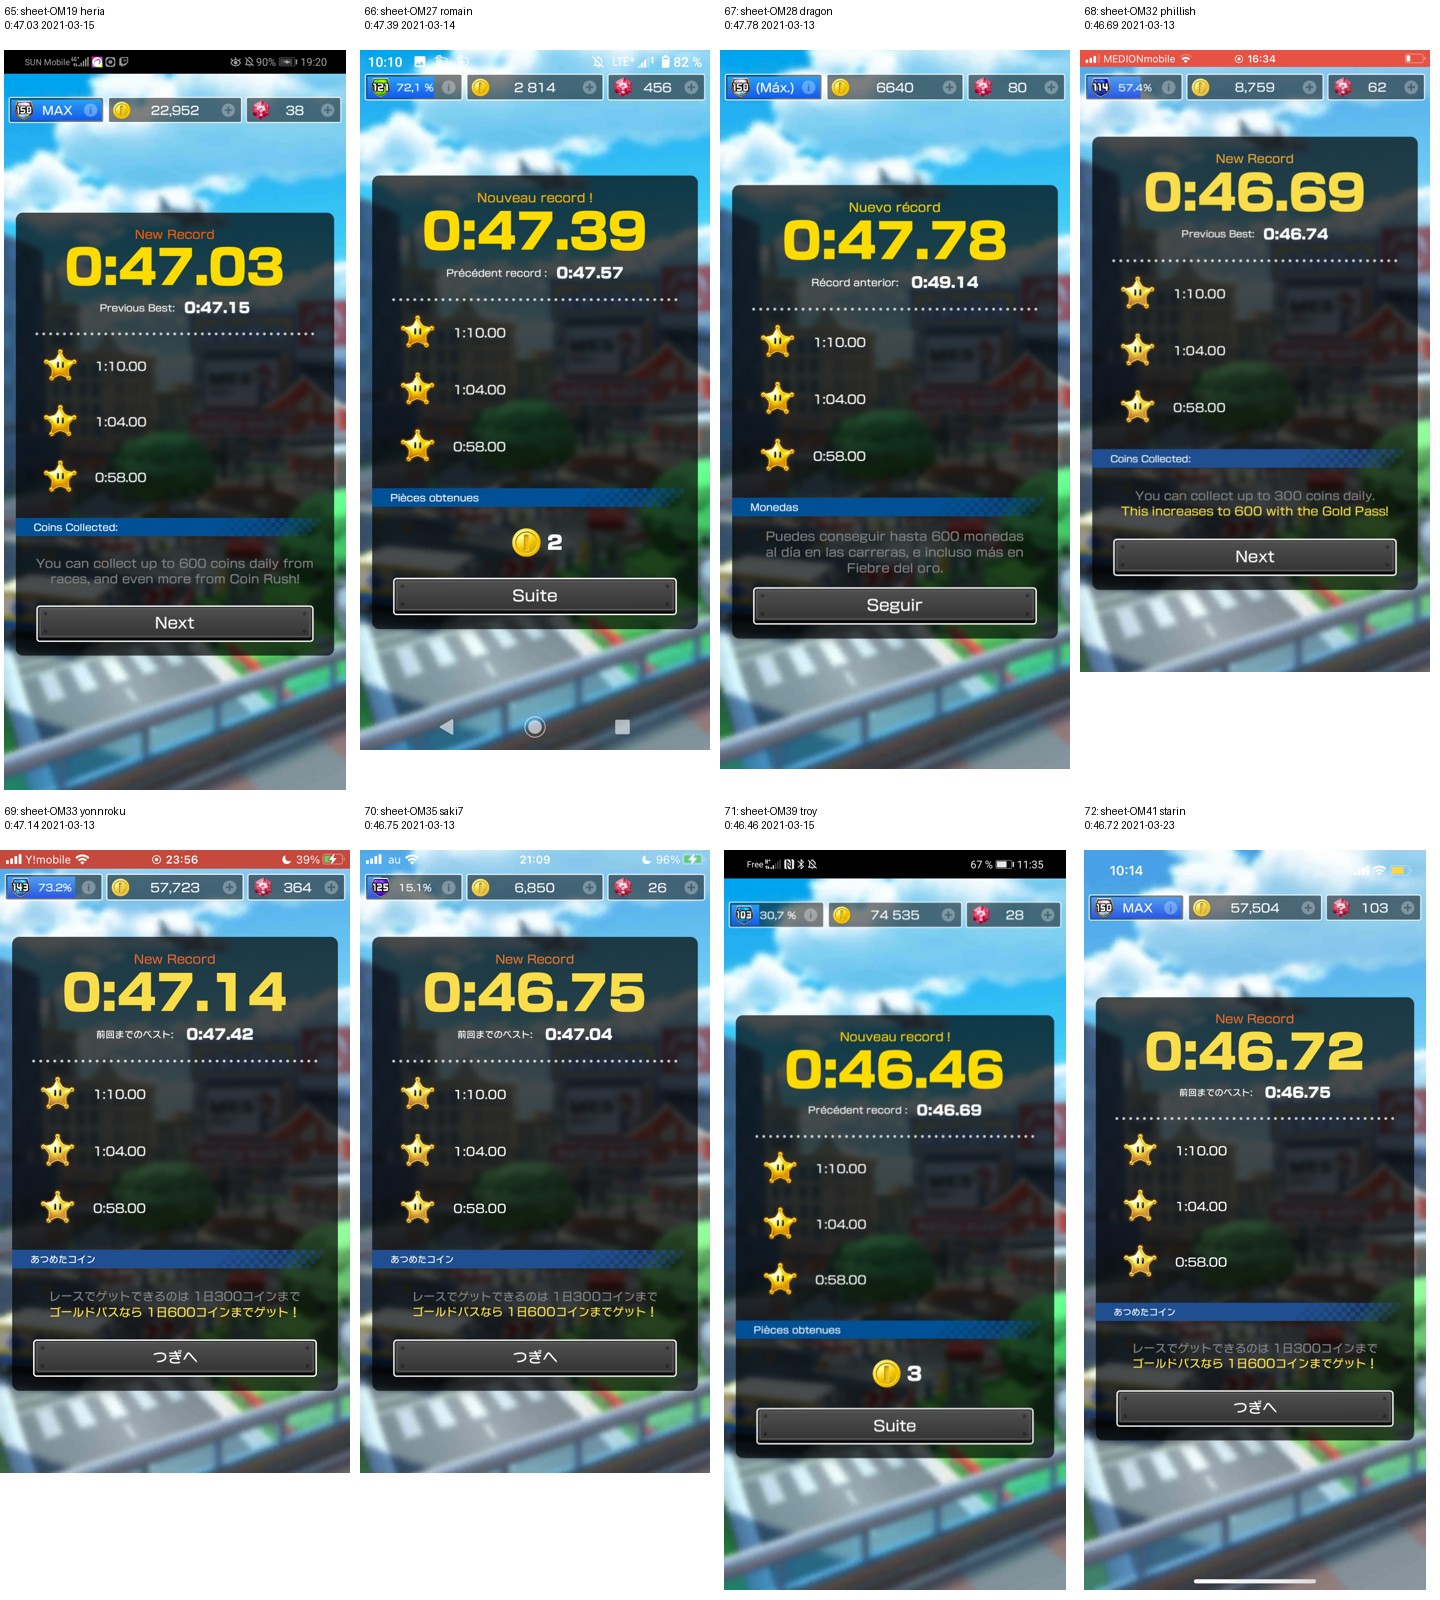 65: sheet-OM19 heria
0:47.03 2021-03-15
SUN Mobile 90% 19:20
150 MAX 22,952 38
New Record
0:47.03
Previous Best: 0:47.15
1:10.00
1:04.00
0:58.00
Coins Collected:
You can collect up to 600 coins daily from
races, and even more from Coin Rush!
Next
66: sheet-OM27 romain
0:47.39 2021-03-14
10:10 LTE+ 82 %
121 72,1 % 2 814 456
Nouveau record !
0:47.39
Précédent record : 0:47.57
1:10.00
1:04.00
0:58.00
Pièces obtenues
2
Suite
67: sheet-OM28 dragon
0:47.78 2021-03-13
150 (Máx.) 6640 80
Nuevo récord
0:47.78
Récord anterior: 0:49.14
1:10.00
1:04.00
0:58.00
Monedas
Puedes conseguir hasta 600 monedas
al día en las carreras, e incluso más en
Fiebre del oro.
Seguir
68: sheet-OM32 phillish
0:46.69 2021-03-13
MEDIONmobile 16:34
114 57.4% 8,759 62
New Record
0:46.69
Previous Best: 0:46.74
1:10.00
1:04.00
0:58.00
Coins Collected:
You can collect up to 300 coins daily.
This increases to 600 with the Gold Pass!
Next
69: sheet-OM33 yonnroku
0:47.14 2021-03-13
Y!mobile 23:56 39%
143 73.2% 57,723 364
New Record
0:47.14
前回までのベスト: 0:47.42
1:10.00
1:04.00
0:58.00
あつめたコイン
レースでゲットできるのは 1日300コインまで
ゴールドパスなら 1日600コインまでゲット！
つぎへ
70: sheet-OM35 saki7
0:46.75 2021-03-13
au 21:09 96%
125 15.1% 6,850 26
New Record
0:46.75
前回までのベスト: 0:47.04
1:10.00
1:04.00
0:58.00
あつめたコイン
レースでゲットできるのは 1日300コインまで
ゴールドパスなら 1日600コインまでゲット！
つぎへ
71: sheet-OM39 troy
0:46.46 2021-03-15
Free 67 % 11:35
103 30,7 % 74 535 28
Nouveau record !
0:46.46
Précédent record : 0:46.69
1:10.00
1:04.00
0:58.00
Pièces obtenues
3
Suite
72: sheet-OM41 starin
0:46.72 2021-03-23
10:14
150 MAX 57,504 103
New Record
0:46.72
前回までのベスト: 0:46.75
1:10.00
1:04.00
0:58.00
あつめたコイン
レースでゲットできるのは 1日300コインまで
ゴールドパスなら 1日600コインまでゲット！
つぎへ